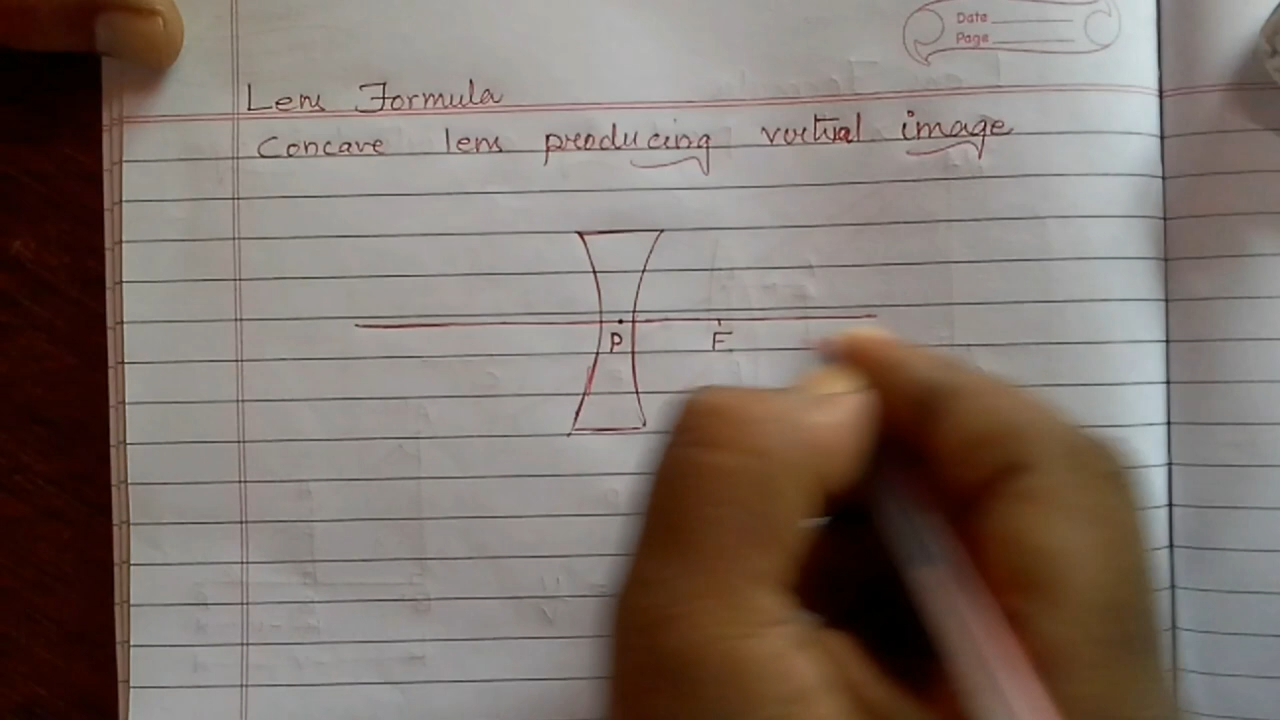 Date
Page
Lens Formula
Concave lens producing virtual image
P F